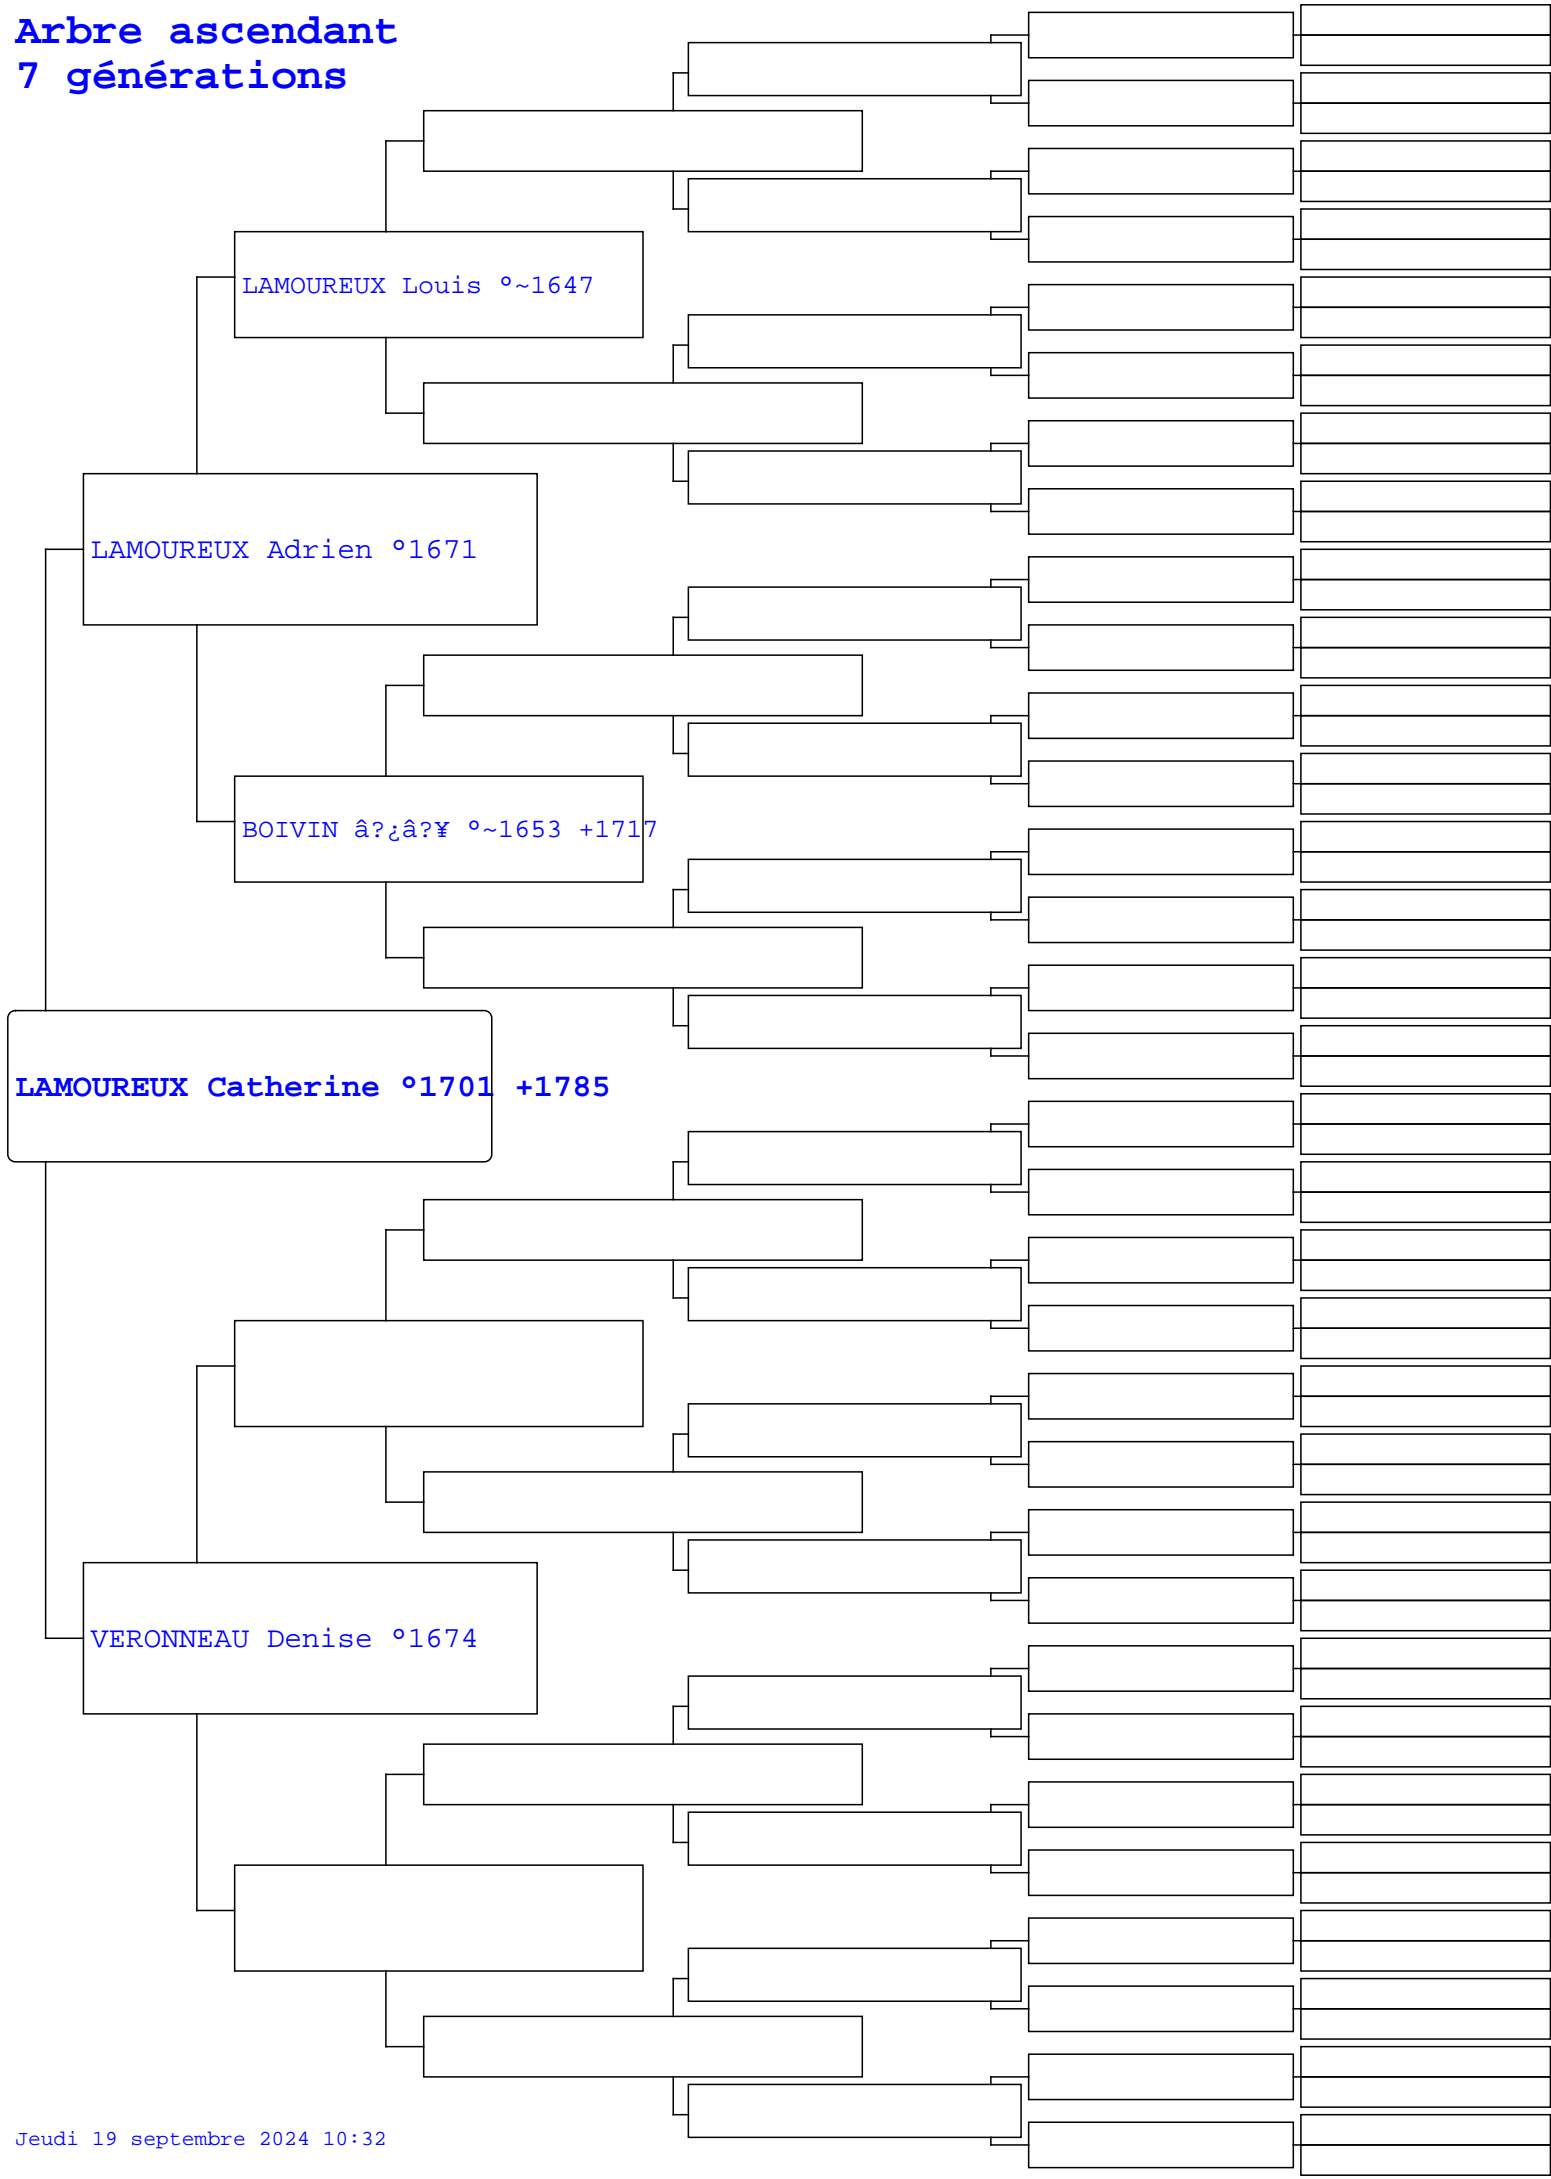 Arbre ascendant
7 générations
LAMOUREUX Louis °~1647
LAMOUREUX Adrien °1671
BOIVIN â?¿â?¥ °~1653 +1717
LAMOUREUX Catherine °1701 +1785
VERONNEAU Denise °1674
Jeudi 19 septembre 2024 10:32